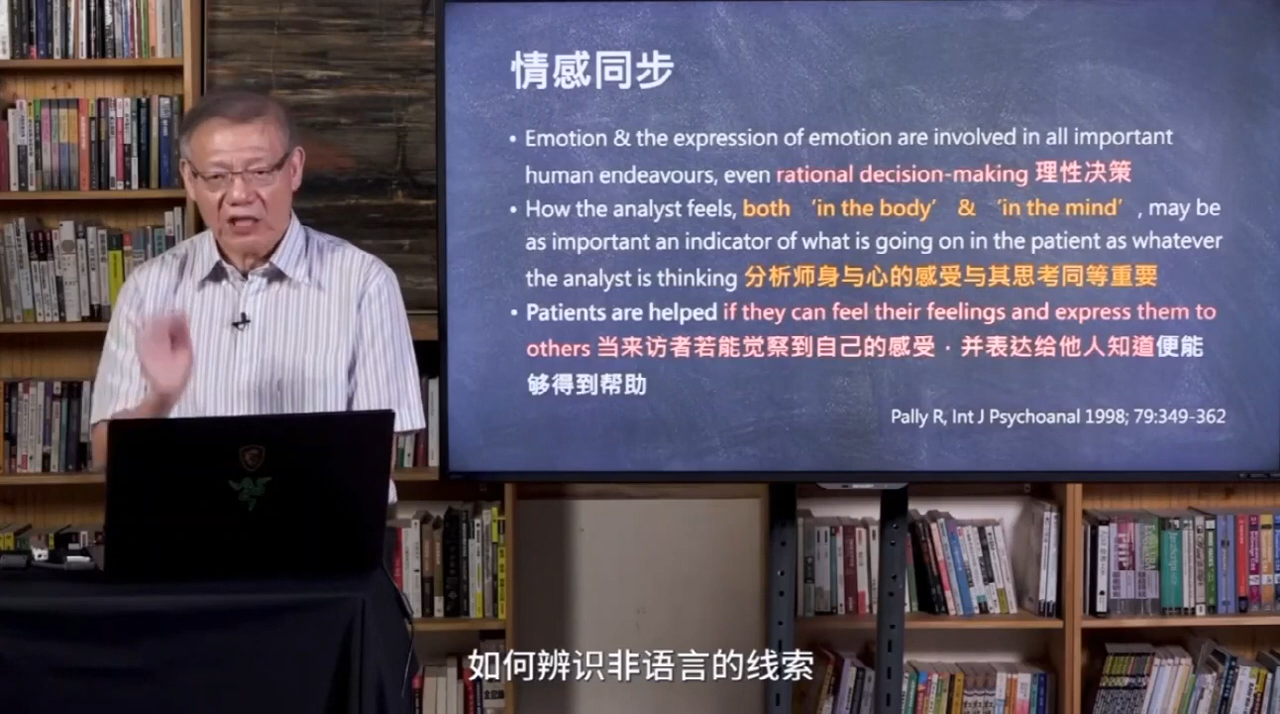 情感同步
• Emotion & the expression of emotion are involved in all important
human endeavours, even rational decision-making 理性决策
• How the analyst feels, both ‘in the body’ & ‘in the mind’, may be
as important an indicator of what is going on in the patient as whatever
the analyst is thinking 分析师身与心的感受与其思考同等重要
• Patients are helped if they can feel their feelings and express them to
others 当来访者若能觉察到自己的感受，并表达给他人知道便能
够得到帮助
Pally R, Int J Psychoanal 1998; 79:349-362
如何辨识非语言的线索